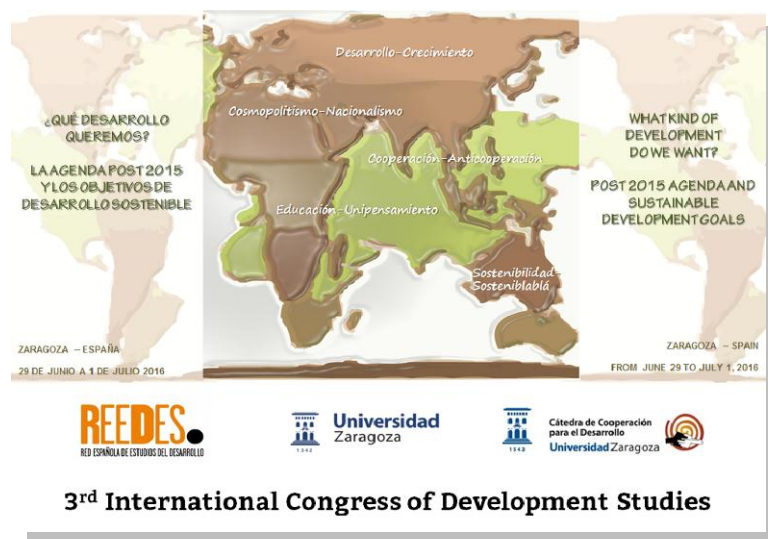 ¿QUÉ DESARROLLO
QUEREMOS?
LA AGENDA POST 2015
Y LOS OBJETIVOS DE
DESARROLLO SOSTENIBLE
ZARAGOZA – ESPAÑA
29 DE JUNIO A 1 DE JULIO 2016
Desarrollo-Crecimiento
Cosmopolitismo-Nacionalismo
Cooperación-Anticooperación
Educación-Unipensamiento
Sostenibilidad-
Sosteniblablá
WHAT KIND OF
DEVELOPMENT
DO WE WANT?
POST 2015 AGENDA AND
SUSTAINABLE
DEVELOPMENT GOALS
ZARAGOZA – SPAIN
FROM JUNE 29 TO JULY 1, 2016
REEDES.
RED ESPAÑOLA DE ESTUDIOS DEL DESARROLLO
1542
Universidad
Zaragoza
1542
Cátedra de Cooperación
para el Desarrollo
Universidad Zaragoza
3rd International Congress of Development Studies